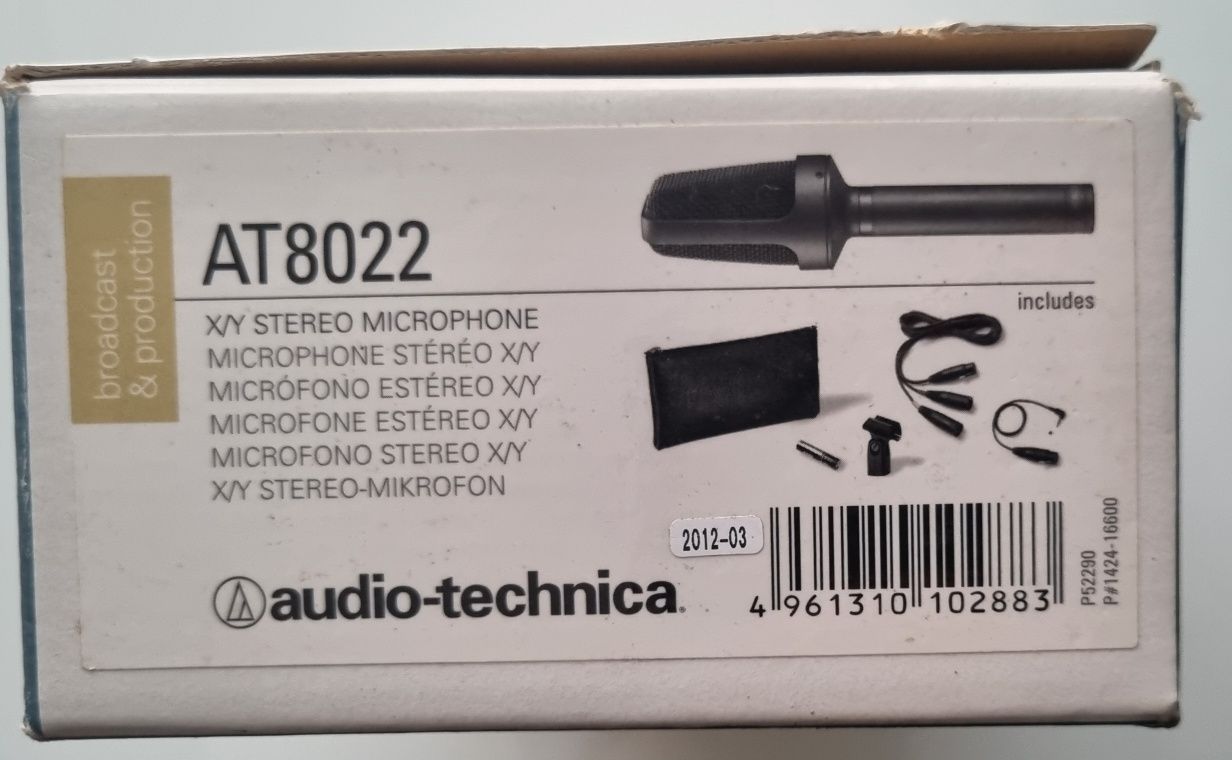 broadcast
& production
AT8022
X/Y STEREO MICROPHONE
MICROPHONE STÉRÉO X/Y
MICRÓFONO ESTÉREO X/Y
MICROFONE ESTÉREO X/Y
MICROFONO STEREO X/Y
X/Y STEREO-MIKROFON
includes
2012-03
audio-technica.
4 961310 102883
P52290
P#1424-16600